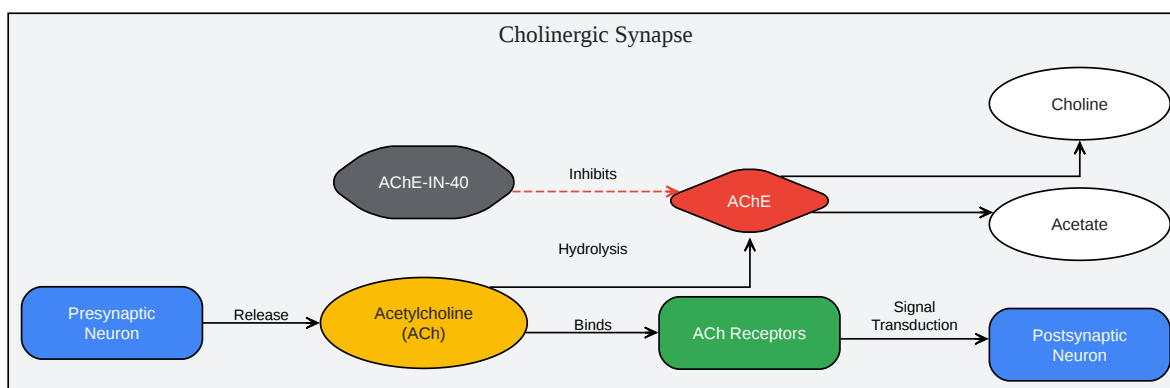 Cholinergic Synapse
Choline
AChE-IN-40
Inhibits
AChE
Acetate
Hydrolysis
Presynaptic
Neuron
Release
Acetylcholine
(ACh)
Binds
ACh Receptors
Signal
Transduction
Postsynaptic
Neuron